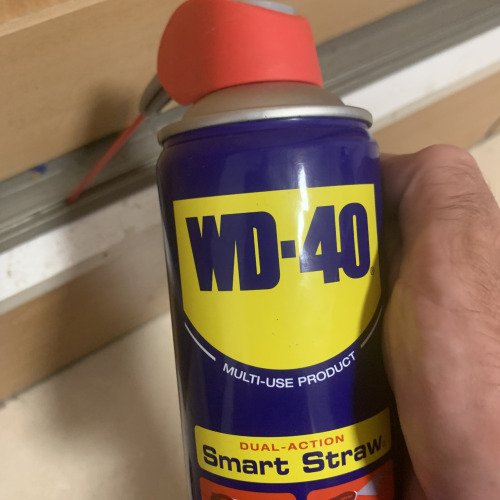 WD-40®
MULTI-USE PRODUCT
DUAL-ACTION
Smart Straw